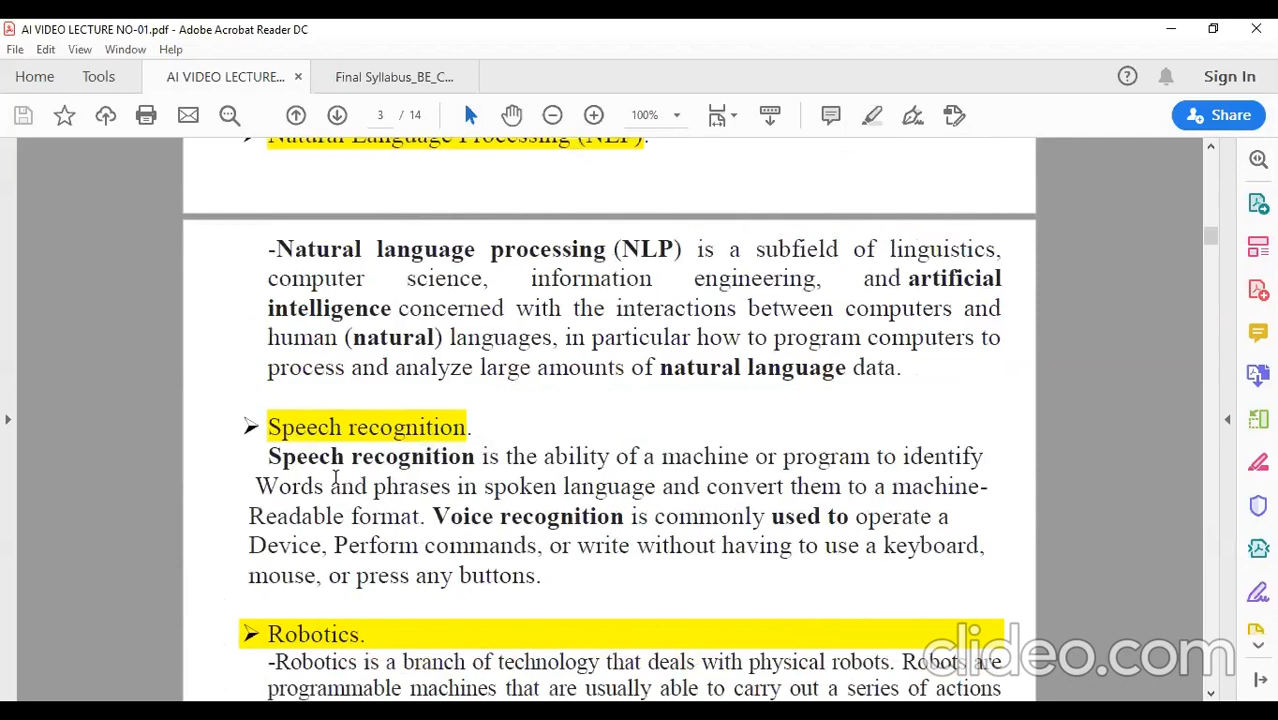 AI VIDEO LECTURE NO-01.pdf - Adobe Acrobat Reader DC
File Edit View Window Help
Home Tools AI VIDEO LECTURE... × Final Syllabus_BE_C... Sign In
3 / 14 100% Share
Natural Language Processing (NLP).
-Natural language processing (NLP) is a subfield of linguistics,
computer science, information engineering, and artificial
intelligence concerned with the interactions between computers and
human (natural) languages, in particular how to program computers to
process and analyze large amounts of natural language data.
➢ Speech recognition.
Speech recognition is the ability of a machine or program to identify
Words and phrases in spoken language and convert them to a machine-
Readable format. Voice recognition is commonly used to operate a
Device, Perform commands, or write without having to use a keyboard,
mouse, or press any buttons.
➢ Robotics.
-Robotics is a branch of technology that deals with physical robots. Robots are
programmable machines that are usually able to carry out a series of actions
clideo.com